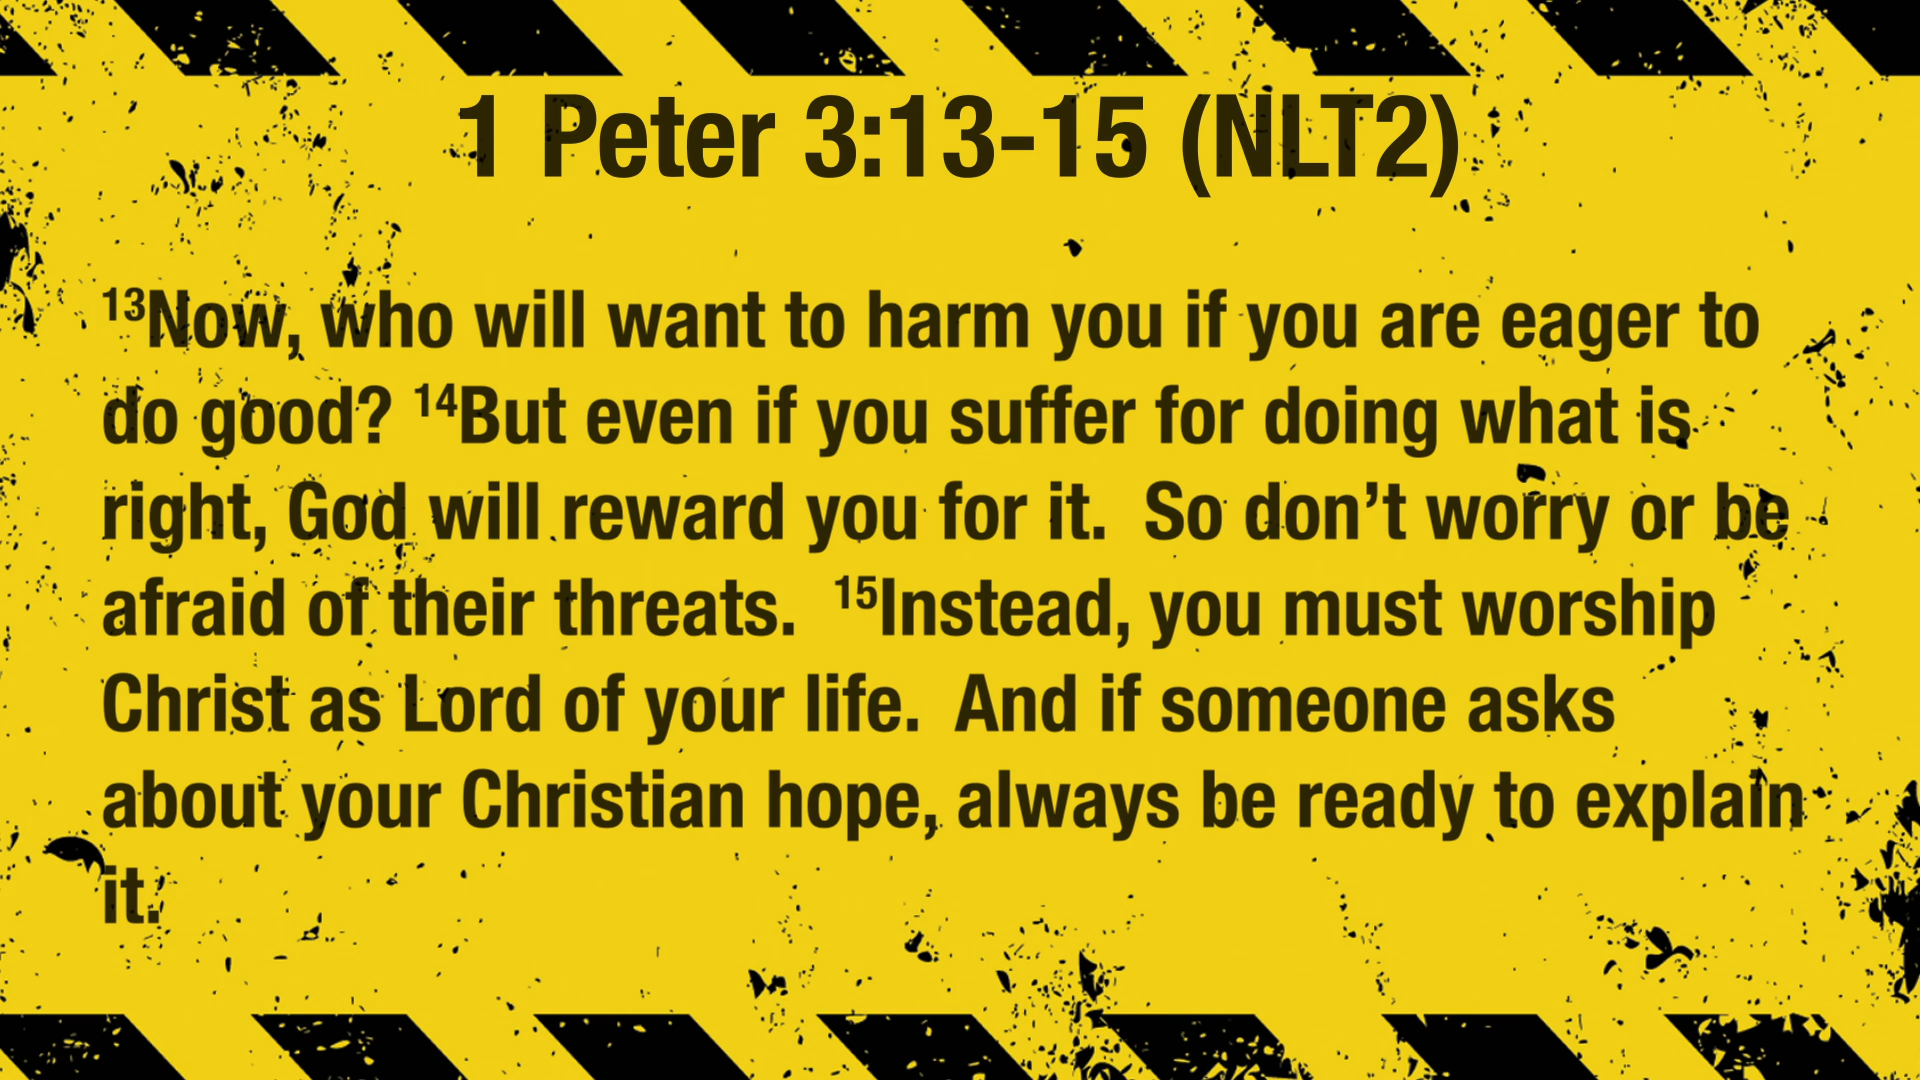 1 Peter 3:13-15 (NLT2)
13Now, who will want to harm you if you are eager to
do good? 14But even if you suffer for doing what is
right, God will reward you for it.  So don’t worry or be
afraid of their threats.  15Instead, you must worship
Christ as Lord of your life.  And if someone asks
about your Christian hope, always be ready to explain
it.